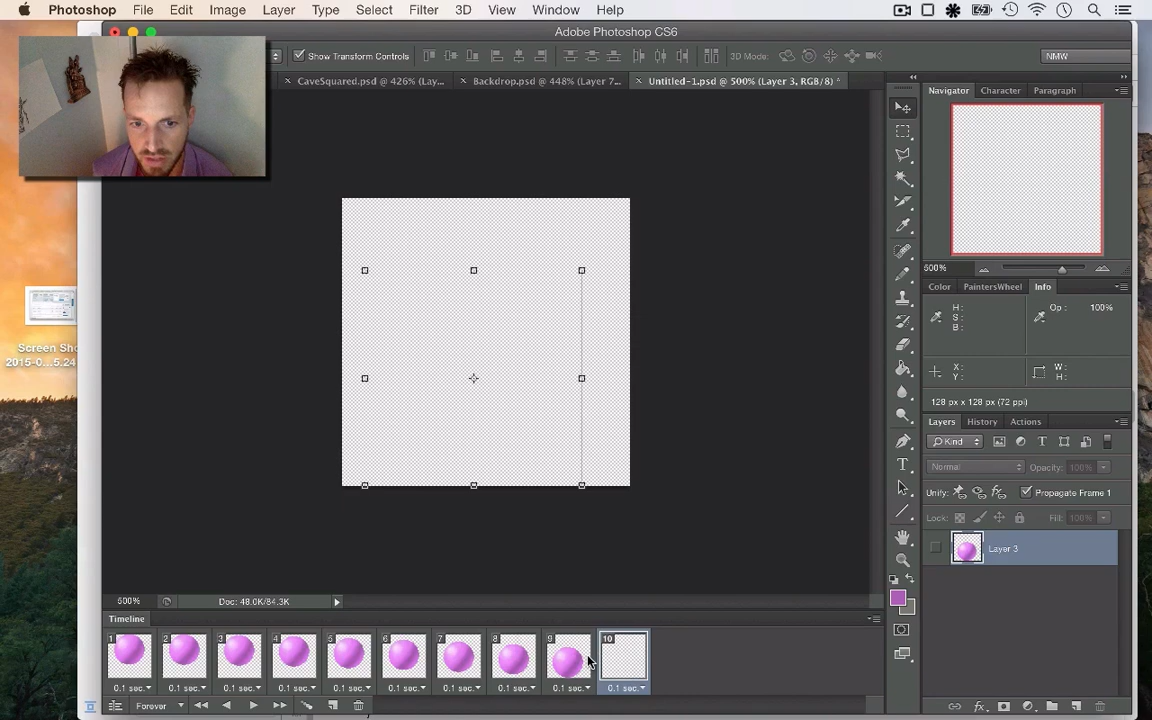 Photoshop File Edit Image Layer Type Select Filter 3D View Window Help
Adobe Photoshop CS6
Show Transform Controls
3D Mode:
NMW
CaveSquared.psd @ 426% (Lay...
Backdrop.psd @ 448% (Layer 7...
Untitled-1.psd @ 500% (Layer 3, RGB/8) *
Navigator Character Paragraph
500%
Color PaintersWheel Info
H:
S:
B:
Op: 100%
X:
Y:
W:
H:
128 px x 128 px (72 ppi)
Layers History Actions
Kind
Normal Opacity: 100%
Unify: Propagate Frame 1
Lock: Fill: 100%
Layer 3
Screen Sho
2015-0...5.24
500% Doc: 48.0K/84.3K
Timeline
1 2 3 4 5 6 7 8 9 10
0.1 sec. 0.1 sec. 0.1 sec. 0.1 sec. 0.1 sec. 0.1 sec. 0.1 sec. 0.1 sec. 0.1 sec. 0.1 sec.
Forever